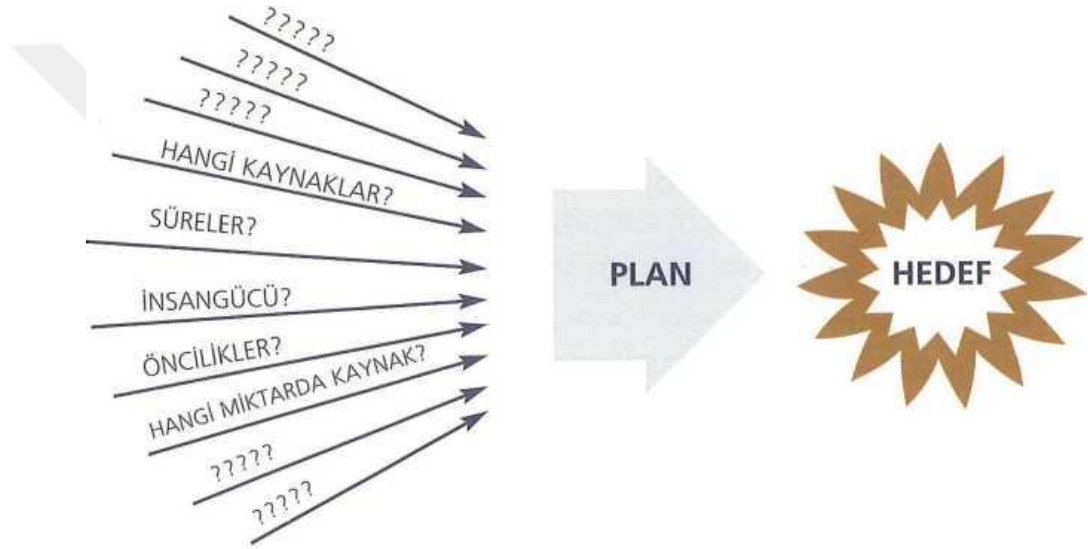 ?????
?????
?????
HANGİ KAYNAKLAR?
SÜRELER?
İNSANGÜCÜ?
ÖNCİLİKLER?
HANGİ MİKTARDA KAYNAK?
?????
?????
PLAN
HEDEF